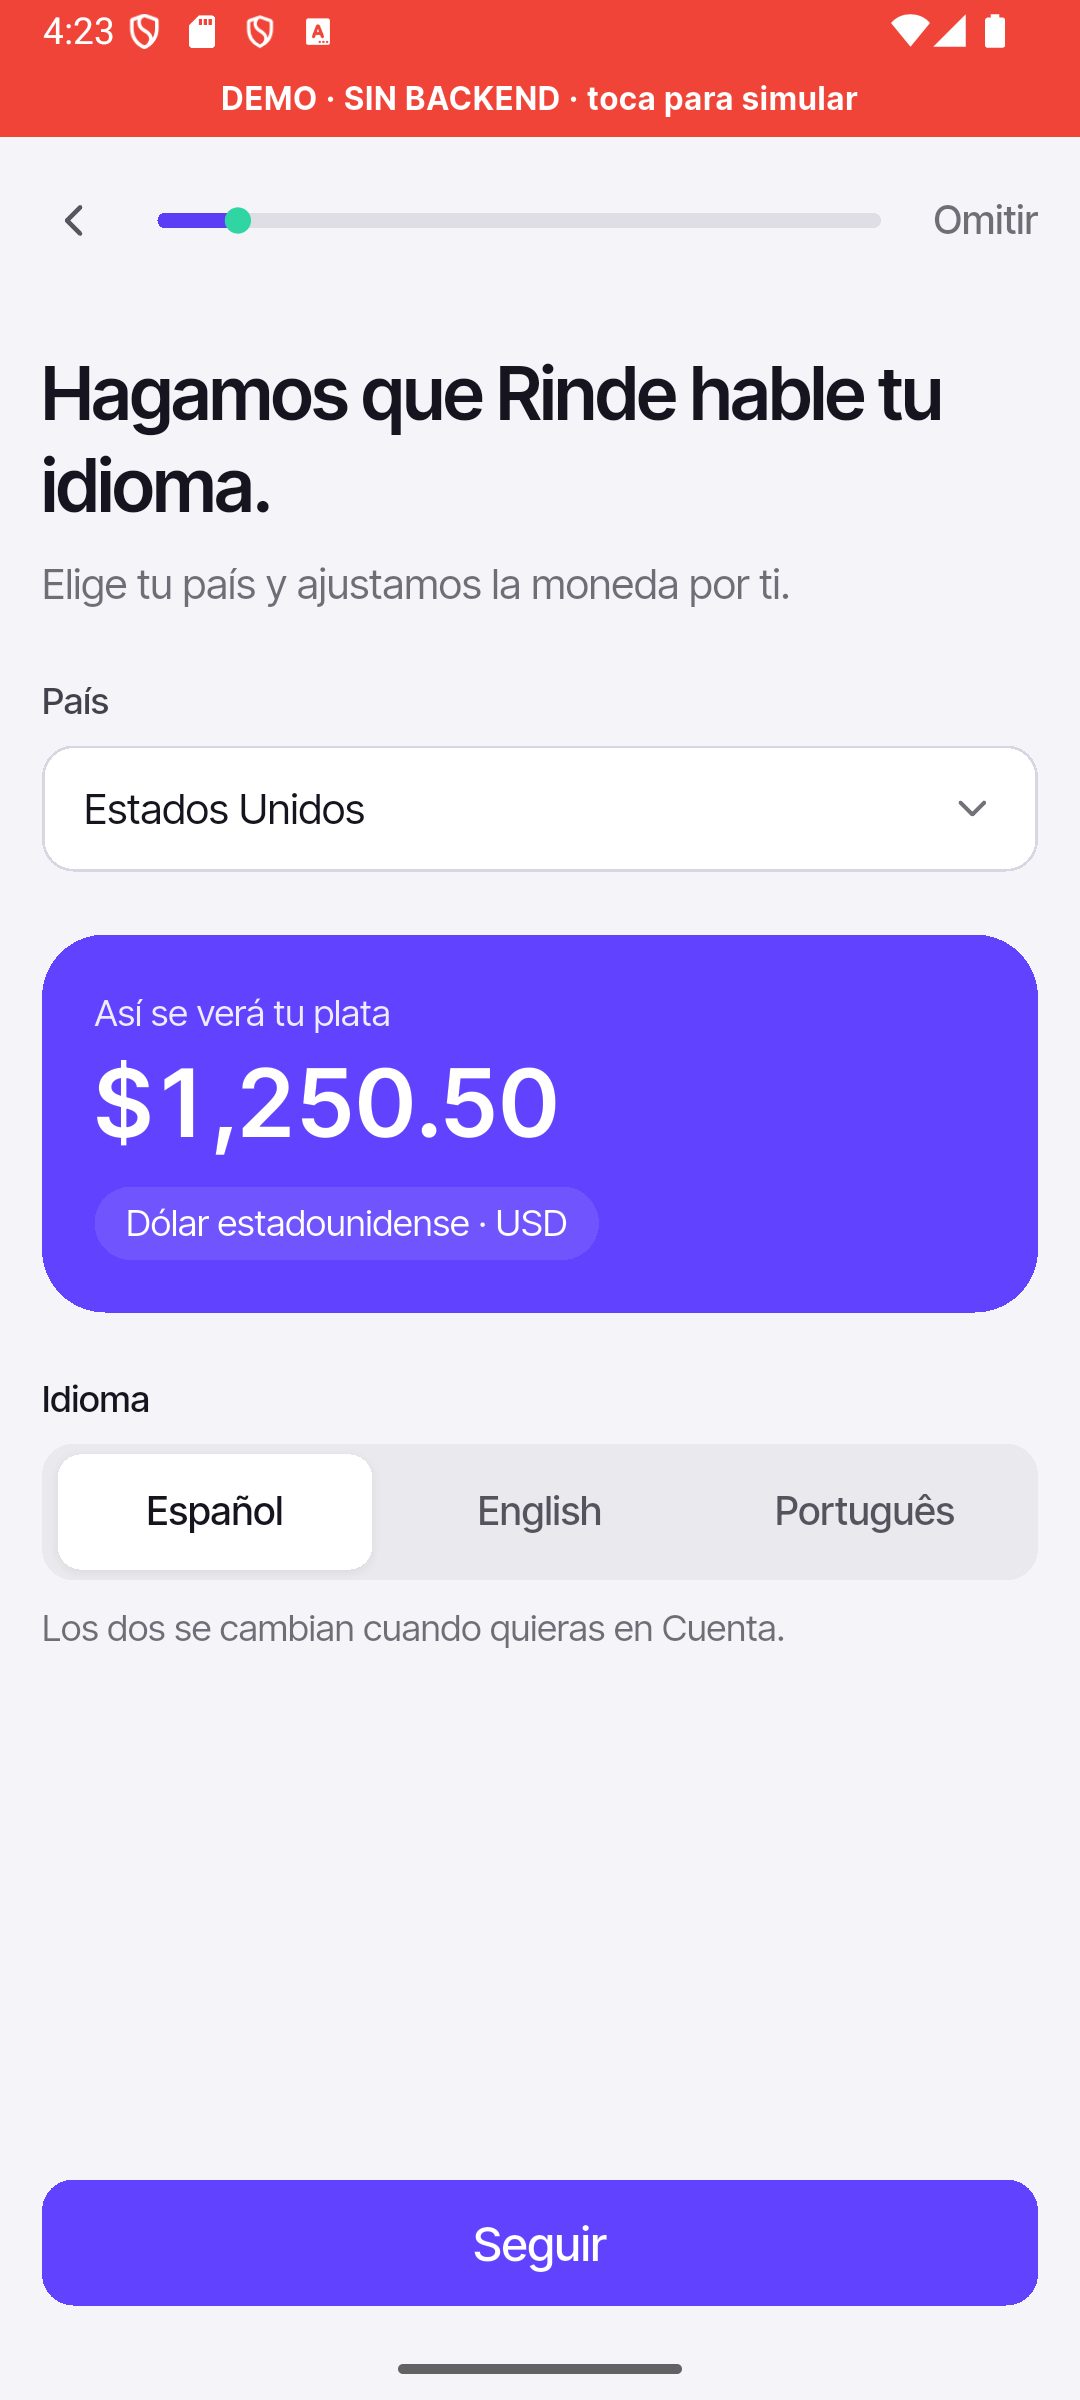 4:23
DEMO · SIN BACKEND · toca para simular
Omitir
Hagamos que Rinde hable tu
idioma.
Elige tu país y ajustamos la moneda por ti.
País
Estados Unidos
Así se verá tu plata
$1,250.50
Dólar estadounidense · USD
Idioma
Español English Português
Los dos se cambian cuando quieras en Cuenta.
Seguir